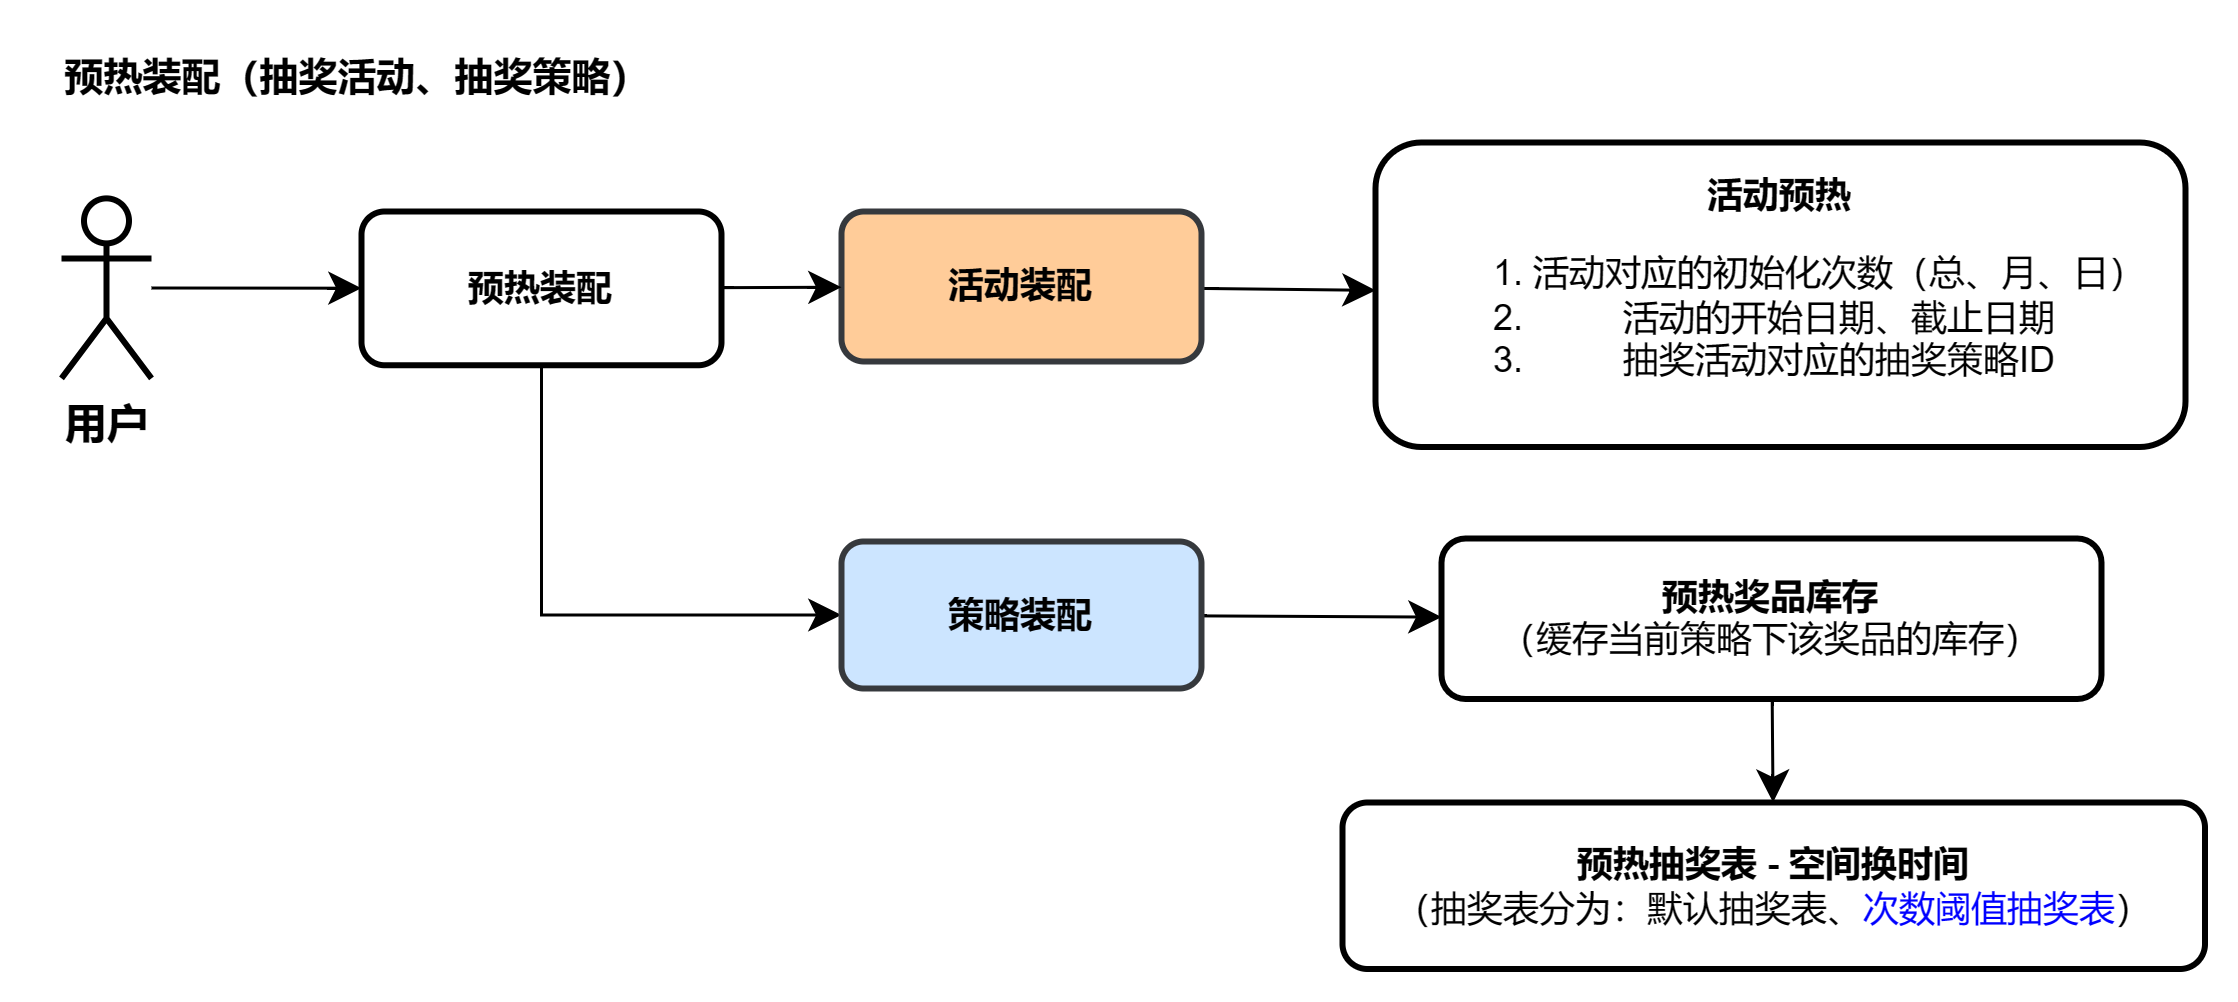 预热装配（抽奖活动、抽奖策略）
用户
预热装配
活动装配
活动预热
1. 活动对应的初始化次数（总、月、日）
2. 活动的开始日期、截止日期
3. 抽奖活动对应的抽奖策略ID
策略装配
预热奖品库存
（缓存当前策略下该奖品的库存）
预热抽奖表 - 空间换时间
（抽奖表分为：默认抽奖表、次数阈值抽奖表）